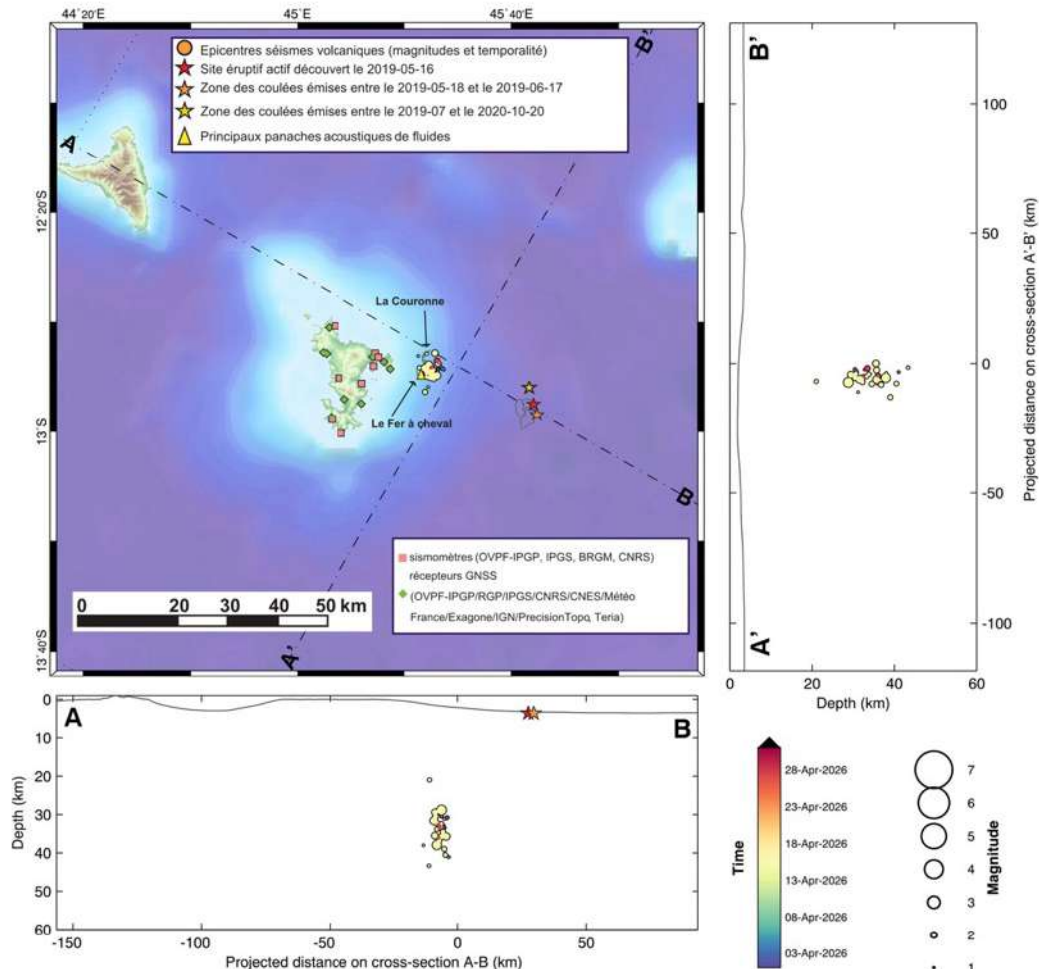 44˚20'E
45˚E
45˚40'E
Epicentres séismes volcaniques (magnitudes et temporalité)
Site éruptif actif découvert le 2019-05-16
Zone des coulées émises entre le 2019-05-18 et le 2019-06-17
Zone des coulées émises entre le 2019-07 et le 2020-10-20
Principaux panaches acoustiques de fluides
A
B'
12˚20'S
La Couronne
13˚S
Le Fer à cheval
B
sismomètres (OVPF-IPGP, IPGS, BRGM, CNRS)
récepteurs GNSS
(OVPF-IPGP/RGP/IPGS/CNRS/CNES/Météo
France/Exagone/IGN/PrecisionTopo, Teria)
0 20 30 40 50 km
A'
13˚40'S
B'
100
50
0
-50
-100
Projected distance on cross-section A'-B' (km)
A'
0 20 40 60
Depth (km)
A
B
0
10
20
30
40
50
60
Depth (km)
-150 -100 -50 0 50
Projected distance on cross-section A-B (km)
Time
28-Apr-2026
23-Apr-2026
18-Apr-2026
13-Apr-2026
08-Apr-2026
03-Apr-2026
7
6
5
4
3
2
1
Magnitude